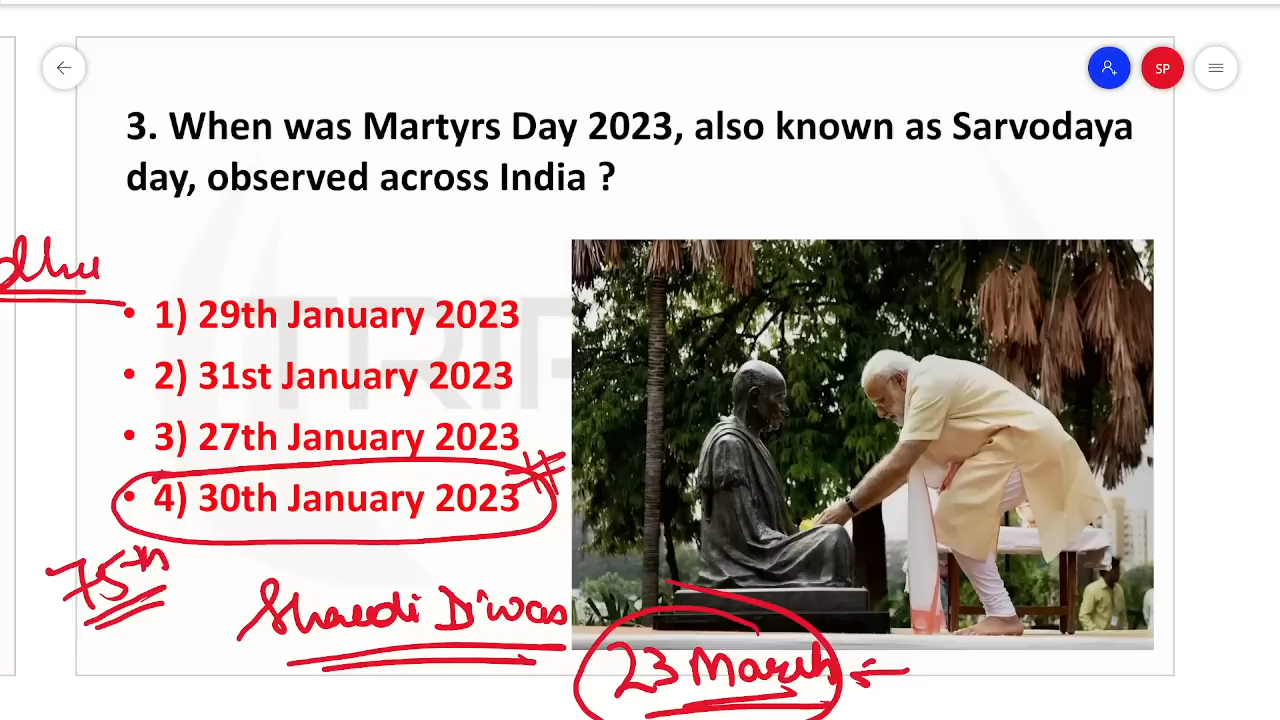 SP
3. When was Martyrs Day 2023, also known as Sarvodaya
day, observed across India ?
• 1) 29th January 2023
• 2) 31st January 2023
• 3) 27th January 2023
• 4) 30th January 2023
75th
Shaedi Diwas
23 March